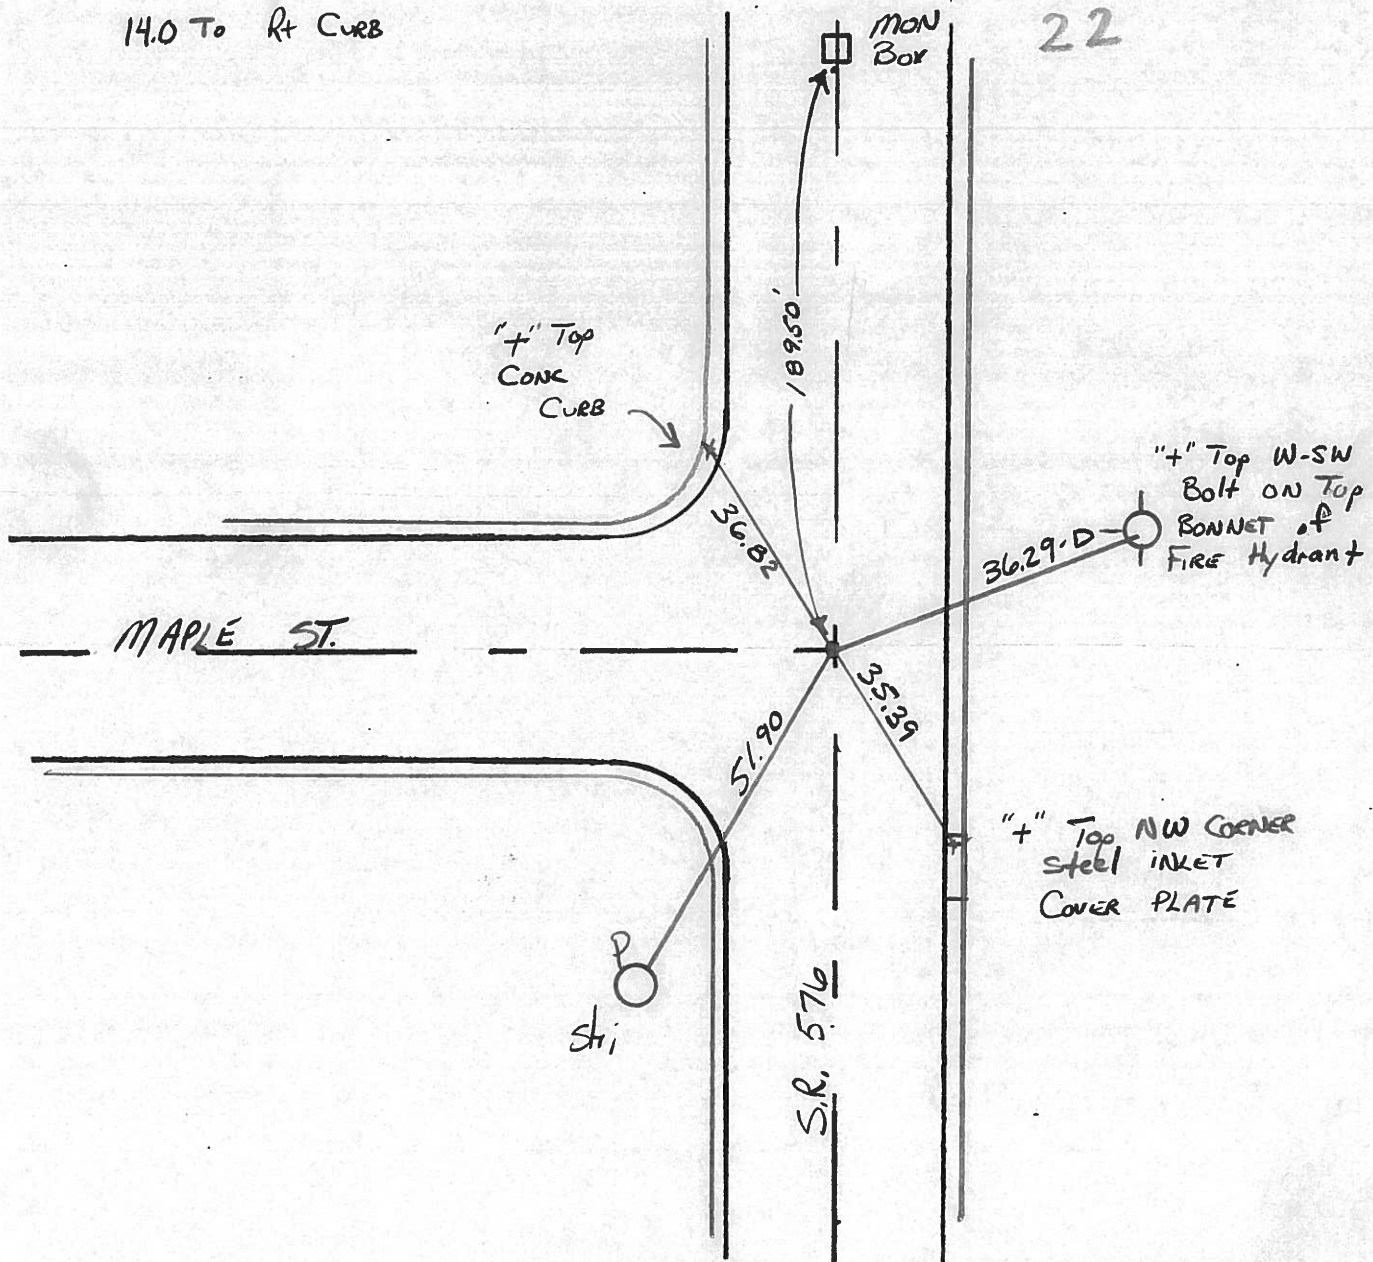 14.0 To Rt CURB
MON
Box
22
189.50'
"+" Top
CONC
CURB
"+" Top W-SW
Bolt ON Top
BONNET of
FIRE Hydrant
36.82
36.29-D
MAPLE ST.
35.39
51.90
"+" Top NW CORNER
steel INLET
COVER PLATE
P
S.R. 576